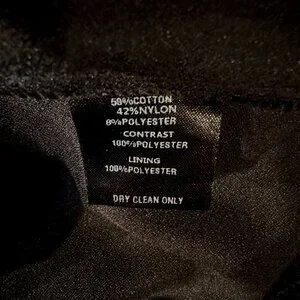 50%COTTON
42%NYLON
8%POLYESTER
CONTRAST
100%POLYESTER
LINING
100%POLYESTER
DRY CLEAN ONLY